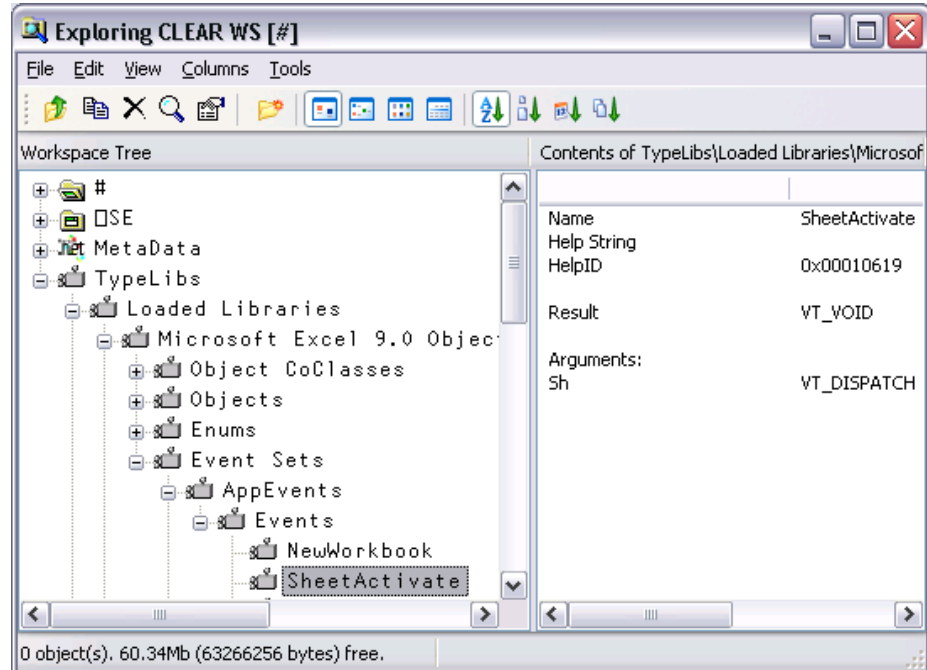 Exploring CLEAR WS [#]
File Edit View Columns Tools
Workspace Tree
Contents of TypeLibs\Loaded Libraries\Microsof
#
⎕SE
MetaData
TypeLibs
Loaded Libraries
Microsoft Excel 9.0 Objec
Object CoClasses
Objects
Enums
Event Sets
AppEvents
Events
NewWorkbook
SheetActivate
Name SheetActivate
Help String
HelpID 0x00010619
Result VT_VOID
Arguments:
Sh VT_DISPATCH
0 object(s). 60.34Mb (63266256 bytes) free.